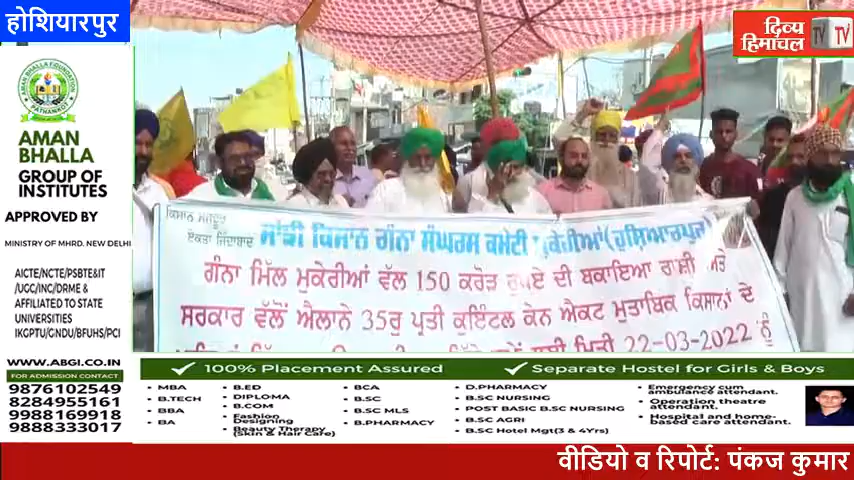 होशियारपुर
दिव्य
हिमांचल
TV TV
AMAN BHALLA FOUNDATION
PATHANKOT
AMAN
BHALLA
GROUP OF
INSTITUTES
APPROVED BY
MINISTRY OF MHRD. NEW DELHI
AICTE/NCTE/PSBTE&IT
/UGC/INC/DRME &
AFFILIATED TO STATE
UNIVERSITIES
IKGPTU/GNDU/BFUHS/PCI
WWW.ABGI.CO.IN
FOR ADMISSION CONTACT
9876102549
8284955161
9988169918
9888333017
ਕਿਸਾਨ ਮਜਦੂਰ
ਏਕਤਾ ਜਿੰਦਾਬਾਦ
ਸਾਂਝੀ ਕਿਸਾਨ ਗੰਨਾ ਸੰਘਰਸ਼ ਕਮੇਟੀ ਮੁਕੇਰੀਆਂ (ਹੁਸ਼ਿਆਰਪੁਰ)
ਗੰਨਾ ਮਿੱਲ ਮੁਕੇਰੀਆਂ ਵੱਲ 150 ਕਰੋੜ ਰੁਪਏ ਦੀ ਬਕਾਇਆ ਰਾਸ਼ੀ ਅਤੇ
ਸਰਕਾਰ ਵੱਲੋਂ ਐਲਾਨੇ 35ਰੁ ਪ੍ਰਤੀ ਕੁਇੰਟਲ ਕੇਨ ਐਕਟ ਮੁਤਾਬਿਕ ਕਿਸਾਨਾਂ ਦੇ
ਮਿਤੀ 22-03-2022 ਨੂੰ
100% Placement Assured
Separate Hostel for Girls & Boys
• MBA
• B.TECH
• BBA
• BA
• B.ED
• DIPLOMA
• B.COM
• Fashion
Designing
• Beauty Therapy
(Skin & Hair Care)
• BCA
• B.SC
• B.SC MLS
• B.PHARMACY
• D.PHARMACY
• B.SC NURSING
• POST BASIC B.SC NURSING
• B.SC AGRI
• B.SC Hotel Mgt(3 & 4Yrs)
• Emergency cum
ambulance attendant.
• Operation theatre
attendant.
• Hospital and home-
based care attendant.
वीडियो व रिपोर्ट: पंकज कुमार